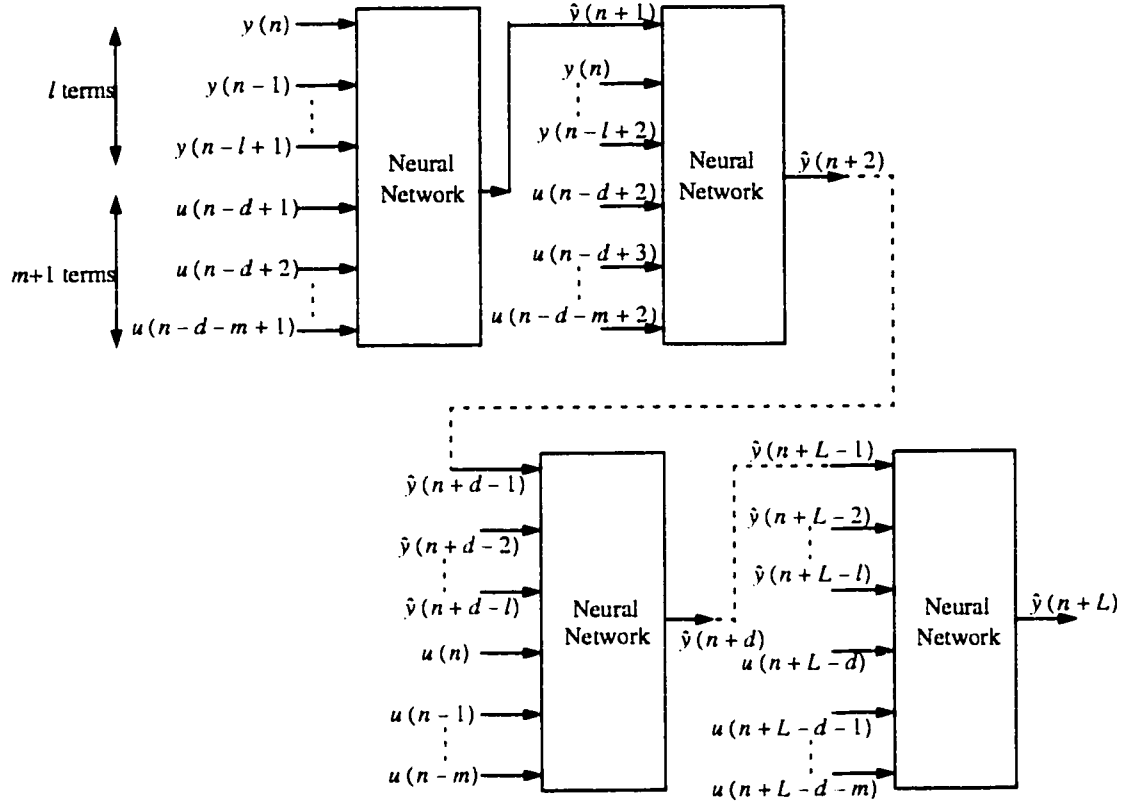 y(n)
y(n − 1)
y(n − l + 1)
u(n − d + 1)
u(n − d + 2)
u(n − d − m + 1)
l terms
m+1 terms
Neural
Network
ŷ(n + 1)
y(n)
y(n − l + 2)
u(n − d + 2)
u(n − d + 3)
u(n − d − m + 2)
Neural
Network
ŷ(n + 2)
ŷ(n + d − 1)
ŷ(n + d − 2)
ŷ(n + d − l)
u(n)
u(n − 1)
u(n − m)
Neural
Network
ŷ(n + d)
ŷ(n + L − 1)
ŷ(n + L − 2)
ŷ(n + L − l)
u(n + L − d)
u(n + L − d − 1)
u(n + L − d − m)
Neural
Network
ŷ(n + L)